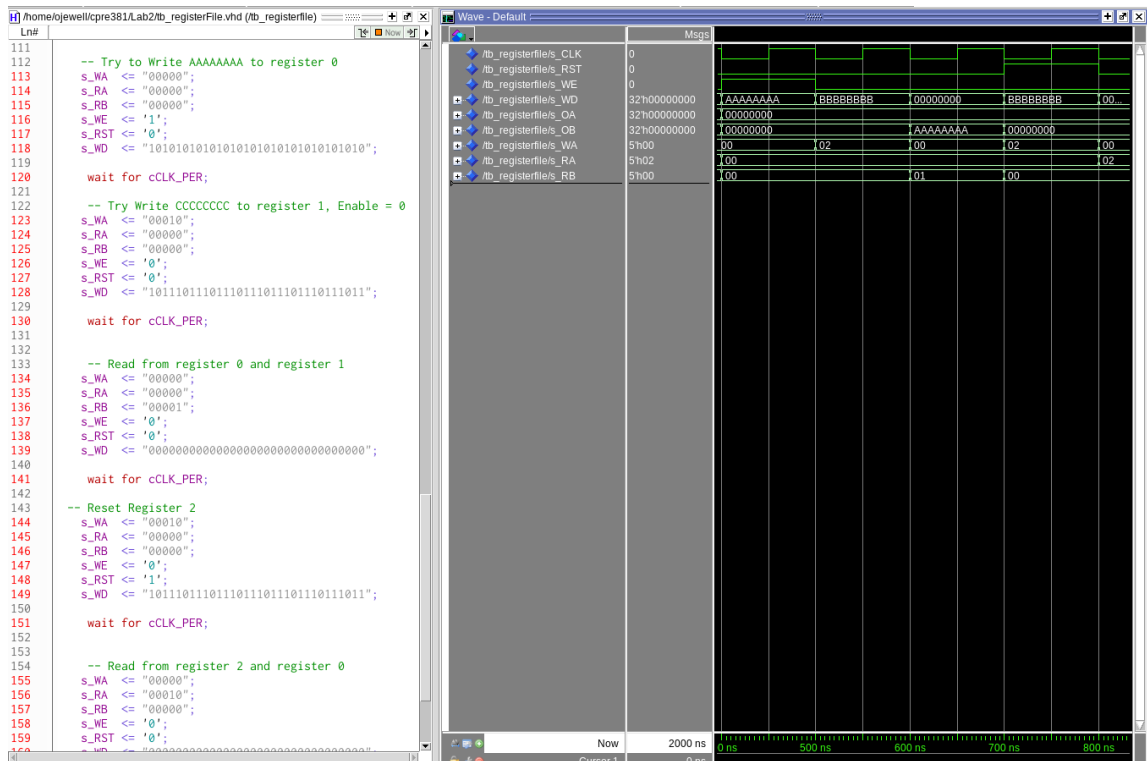 /home/ojewell/cpre381/Lab2/tb_registerFile.vhd (/tb_registerfile)
Ln#
Now
111
112 -- Try to Write AAAAAAAA to register 0
113 s_WA <= "00000";
114 s_RA <= "00000";
115 s_RB <= "00000";
116 s_WE <= '1';
117 s_RST <= '0';
118 s_WD <= "10101010101010101010101010101010";
119
120 wait for cCLK_PER;
121
122 -- Try Write CCCCCCCC to register 1, Enable = 0
123 s_WA <= "00010";
124 s_RA <= "00000";
125 s_RB <= "00000";
126 s_WE <= '0';
127 s_RST <= '0';
128 s_WD <= "10111011101110111011101110111011";
129
130 wait for cCLK_PER;
131
132
133 -- Read from register 0 and register 1
134 s_WA <= "00000";
135 s_RA <= "00000";
136 s_RB <= "00001";
137 s_WE <= '0';
138 s_RST <= '0';
139 s_WD <= "00000000000000000000000000000000";
140
141 wait for cCLK_PER;
142
143 -- Reset Register 2
144 s_WA <= "00010";
145 s_RA <= "00000";
146 s_RB <= "00000";
147 s_WE <= '0';
148 s_RST <= '1';
149 s_WD <= "10111011101110111011101110111011";
150
151 wait for cCLK_PER;
152
153
154 -- Read from register 2 and register 0
155 s_WA <= "00000";
156 s_RA <= "00010";
157 s_RB <= "00000";
158 s_WE <= '0';
159 s_RST <= '0';
Wave - Default
Msgs
/tb_registerfile/s_CLK 0
/tb_registerfile/s_RST 0
/tb_registerfile/s_WE 0
/tb_registerfile/s_WD 32'h00000000 AAAAAAAA BBBBBBBB 00000000 BBBBBBBB 00...
/tb_registerfile/s_OA 32'h00000000 00000000
/tb_registerfile/s_OB 32'h00000000 00000000 AAAAAAAA 00000000
/tb_registerfile/s_WA 5'h00 00 02 00 02 00
/tb_registerfile/s_RA 5'h02 00 02
/tb_registerfile/s_RB 5'h00 00 01 00
Now 2000 ns 0 ns 500 ns 600 ns 700 ns 800 ns
Cursor 1 0 ns